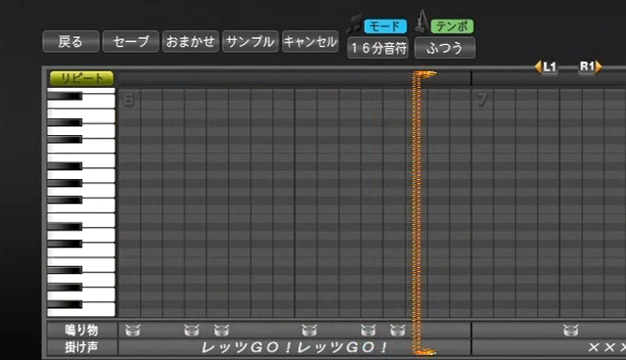 モード
テンポ
戻る
セーブ
おまかせ
サンプル
キャンセル
16分音符
ふつう
L1
R1
リピート
6
7
鳴り物
掛け声
レッツGO!レッツGO!
×××